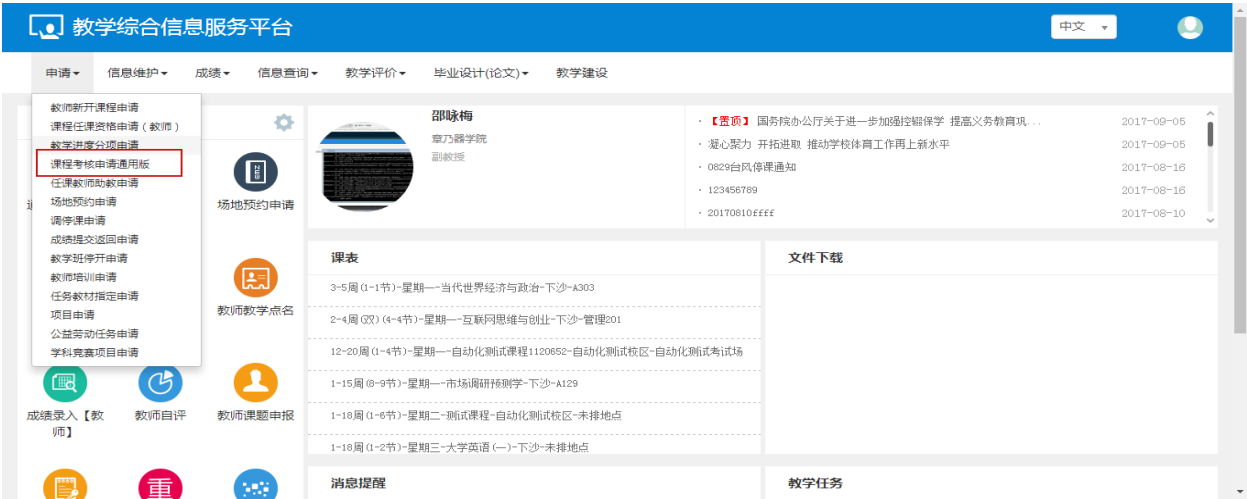 教学综合信息服务平台
中文
申请 信息维护 成绩 信息查询 教学评价 毕业设计(论文) 教学建设
教师新开课程申请
课程任课资格申请（教师）
教学进度分项申请
课程考核申请通用版
任课教师助教申请
场地预约申请
调停课申请
成绩提交返回申请
教学班停开申请
教师培训申请
任务教材指定申请
项目申请
公益劳动任务申请
学科竞赛项目申请
场地预约申请
教师教学点名
成绩录入【教师】
教师自评
教师课题申报
重
邵咏梅
章乃器学院
副教授
· 【置顶】 国务院办公厅关于进一步加强控辍保学 提高义务教育巩... 2017-09-05
· 凝心聚力 开拓进取 推动学校体育工作再上新水平 2017-09-05
· 0829台风停课通知 2017-08-16
· 123456789 2017-08-16
· 20170810ffff 2017-08-10
课表
3-5周(1-1节)-星期一-当代世界经济与政治-下沙-A303
2-4周(双)(4-4节)-星期一-互联网思维与创业-下沙-管理201
12-20周(1-4节)-星期一-自动化测试课程1120652-自动化测试校区-自动化测试考试场
1-15周(8-9节)-星期一-市场调研预测学-下沙-A129
1-18周(1-6节)-星期二-测试课程-自动化测试校区-未排地点
1-18周(1-2节)-星期三-大学英语(一)-下沙-未排地点
文件下载
消息提醒
教学任务